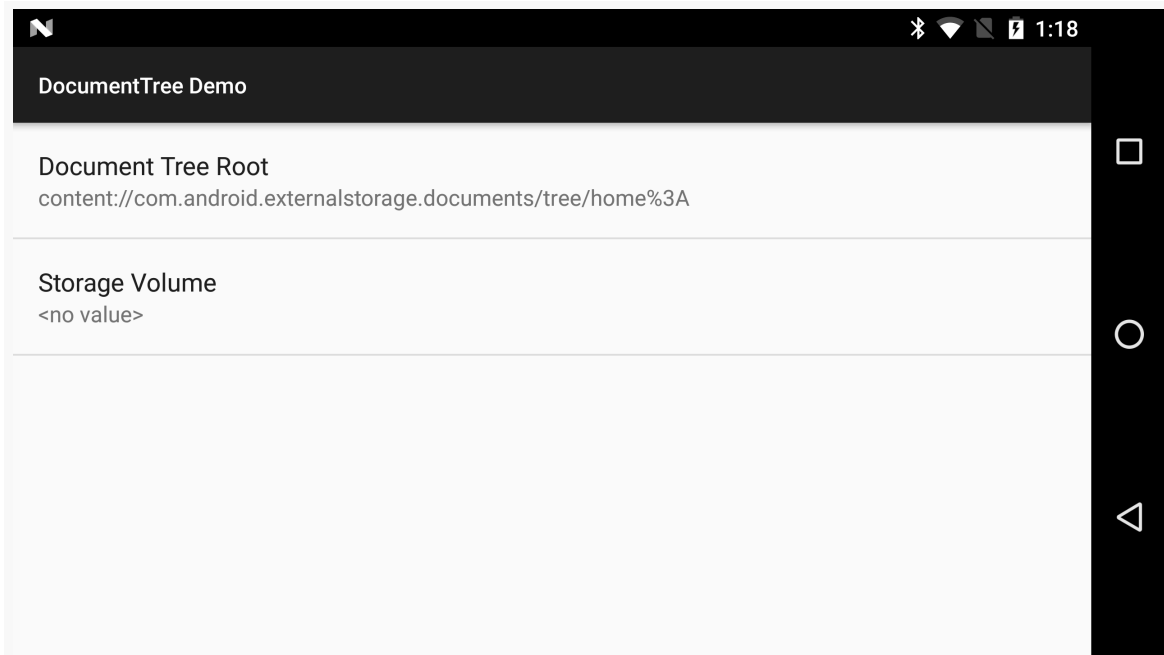 1:18
DocumentTree Demo
Document Tree Root
content://com.android.externalstorage.documents/tree/home%3A
Storage Volume
<no value>